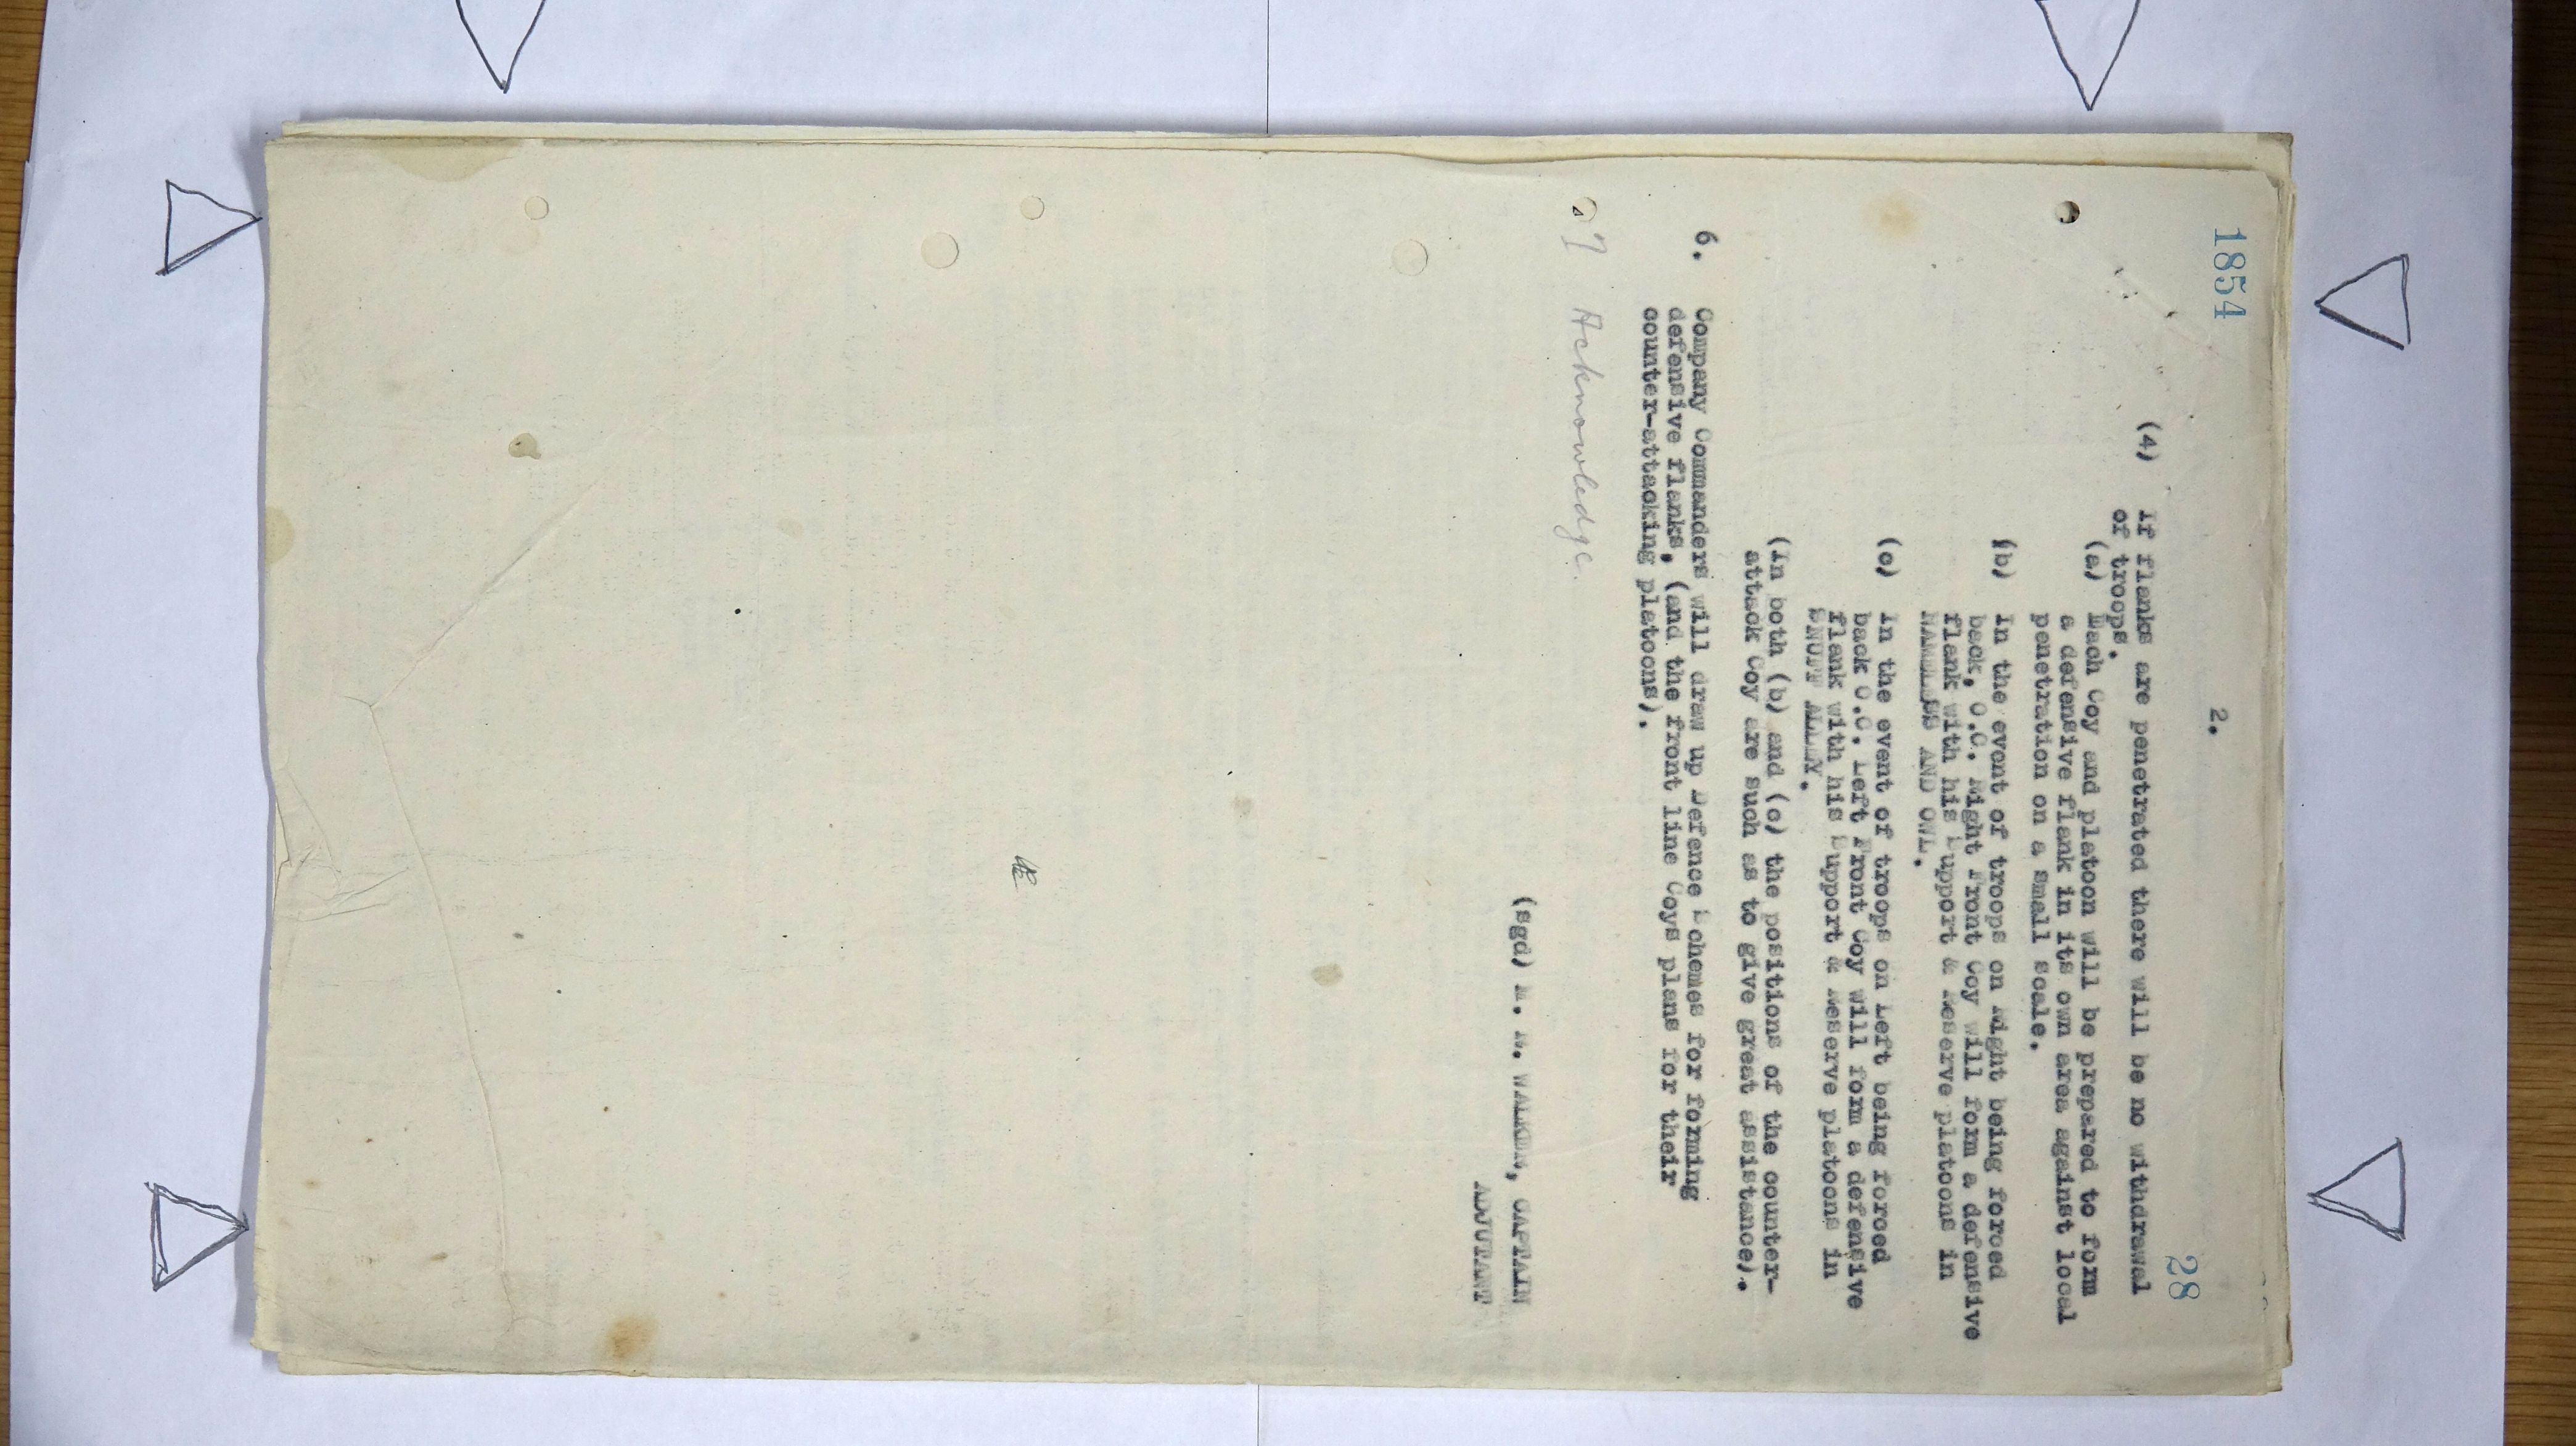 1854
2.
28
(4) If flanks are penetrated there will be no withdrawal
of troops.
(a) Each Coy and platoon will be prepared to form
a defensive flank in its own area against local
penetration on a small scale.
(b) In the event of troops on Right being forced
back, O.C. Right Front Coy will form a defensive
flank with his Support & Reserve platoons in
NAMELESS AND OWL.
(c) In the event of troops on Left being forced
back O.C. Left Front Coy will form a defensive
flank with his Support & Reserve platoons in
SNUFF ALLEY.
(In both (b) and (c) the positions of the counter-
attack Coy are such as to give great assistance).
6. Company Commanders will draw up Defence Schemes for forming
defensive flanks, (and the front line Coys plans for their
counter-attacking platoons).
7 Acknowledge.
(sgd) WALKER, CAPTAIN
ADJUTANT